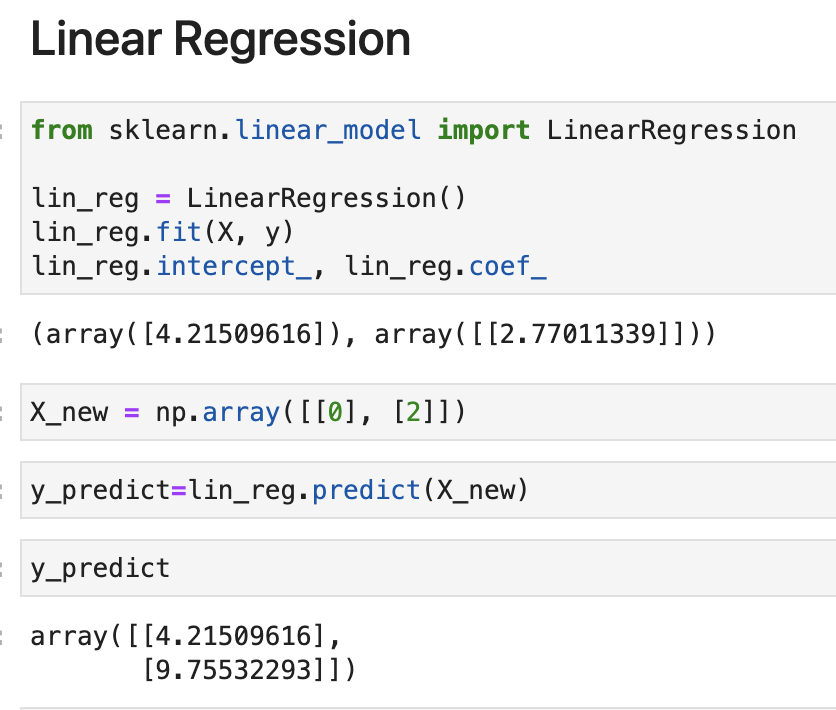 Linear Regression
from sklearn.linear_model import LinearRegression
lin_reg = LinearRegression()
lin_reg.fit(X, y)
lin_reg.intercept_, lin_reg.coef_
(array([4.21509616]), array([[2.77011339]]))
X_new = np.array([[0], [2]])
y_predict=lin_reg.predict(X_new)
y_predict
array([[4.21509616],
       [9.75532293]])